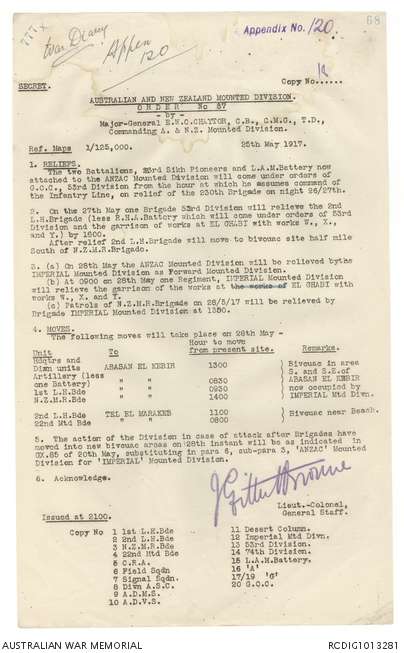 777X
War Diary
Appen
120
Appendix No. 120
68
Copy No...18...
SECRET.
AUSTRALIAN AND NEW ZEALAND MOUNTED DIVISION.
ORDER No 67
- by -
Major-General E.W.C.CHAYTOR, C.B., C.M.G., T.D.,
Commanding A. & N.Z. Mounted Division.
Ref. Maps 1/125,000. 25th May 1917.
1. RELIEFS.
The two Battalions, 23rd Sikh Pioneers and L.A.M.Battery now
attached to the ANZAC Mounted Division will come under orders of
G.O.C., 53rd Division from the hour at which he assumes command of
the Infantry Line, on relief of the 230th Brigade on night 26/27th.
2. On the 27th May one Brigade 53rd Division will relieve the 2nd
L.H.Brigade (less R.H.A.Battery which will come under orders of 53rd
Division and the garrison of works at EL GHABI with works W., X.,
and Y.) by 1600.
After relief 2nd L.H.Brigade will move to bivouac site half mile
South of N.Z.M.R.Brigade.
3. (a) On 28th May the ANZAC Mounted Division will be relieved bythe
IMPERIAL Mounted Division as Forward Mounted Division.
(b) At 0900 on 28th May one Regiment, IMPERIAL Mounted Division
will relieve the garrison of the works at the works of EL GHABI with
works W., X., and Y.
(c) Patrols of N.Z.M.R.Brigade on 28/5/17 will be relieved by
Brigade IMPERIAL Mounted Division at 1330.
4. MOVES.
The following moves will take place on 28th May -
Unit To Hour to move from present site. Remarks.
Hdqtrs and
Divn units ABASAN EL KEBIR 1300 Bivouac in area
Artillery (less S. and S.E.of
one Battery) " " 0830 ABASAN EL KEBIR
1st L.H.Bde " " 0930 now occupied by
N.Z.M.R.Bde " " 1400 IMPERIAL Mtd Divn.
2nd L.H.Bde TEL EL MARAKEB 1100 Bivouac near Beach.
22nd Mtd Bde " " 0800
5. The action of the Division in case of attack after Brigades have
moved into new bivouac areas on 28th instant will be as indicated in
GX.85 of 20th May, substituting in para 6, sub-para 3, 'ANZAC' Mounted
Division for 'IMPERIAL' Mounted Division.
6. Acknowledge.
Lieut.-Colonel,
General Staff.
Issued at 2100.
Copy No 1 1st L.H.Bde
2 2nd L.H.Bde
3 N.Z.M.R.Bde
4 22nd Mtd Bde
5 C.R.A.
6 Field Sqdn
7 Signal Sqdn.
8 Divn A.S.C.
9 A.D.M.S.
10 A.D.V.S.
11 Desert Column.
12 Imperial Mtd Divn.
13 53rd Division.
14 74th Division.
15 L.A.M.Battery.
16 'A'
17/19 'G'
20 G.O.C.
AUSTRALIAN WAR MEMORIAL
RCDIG1013281